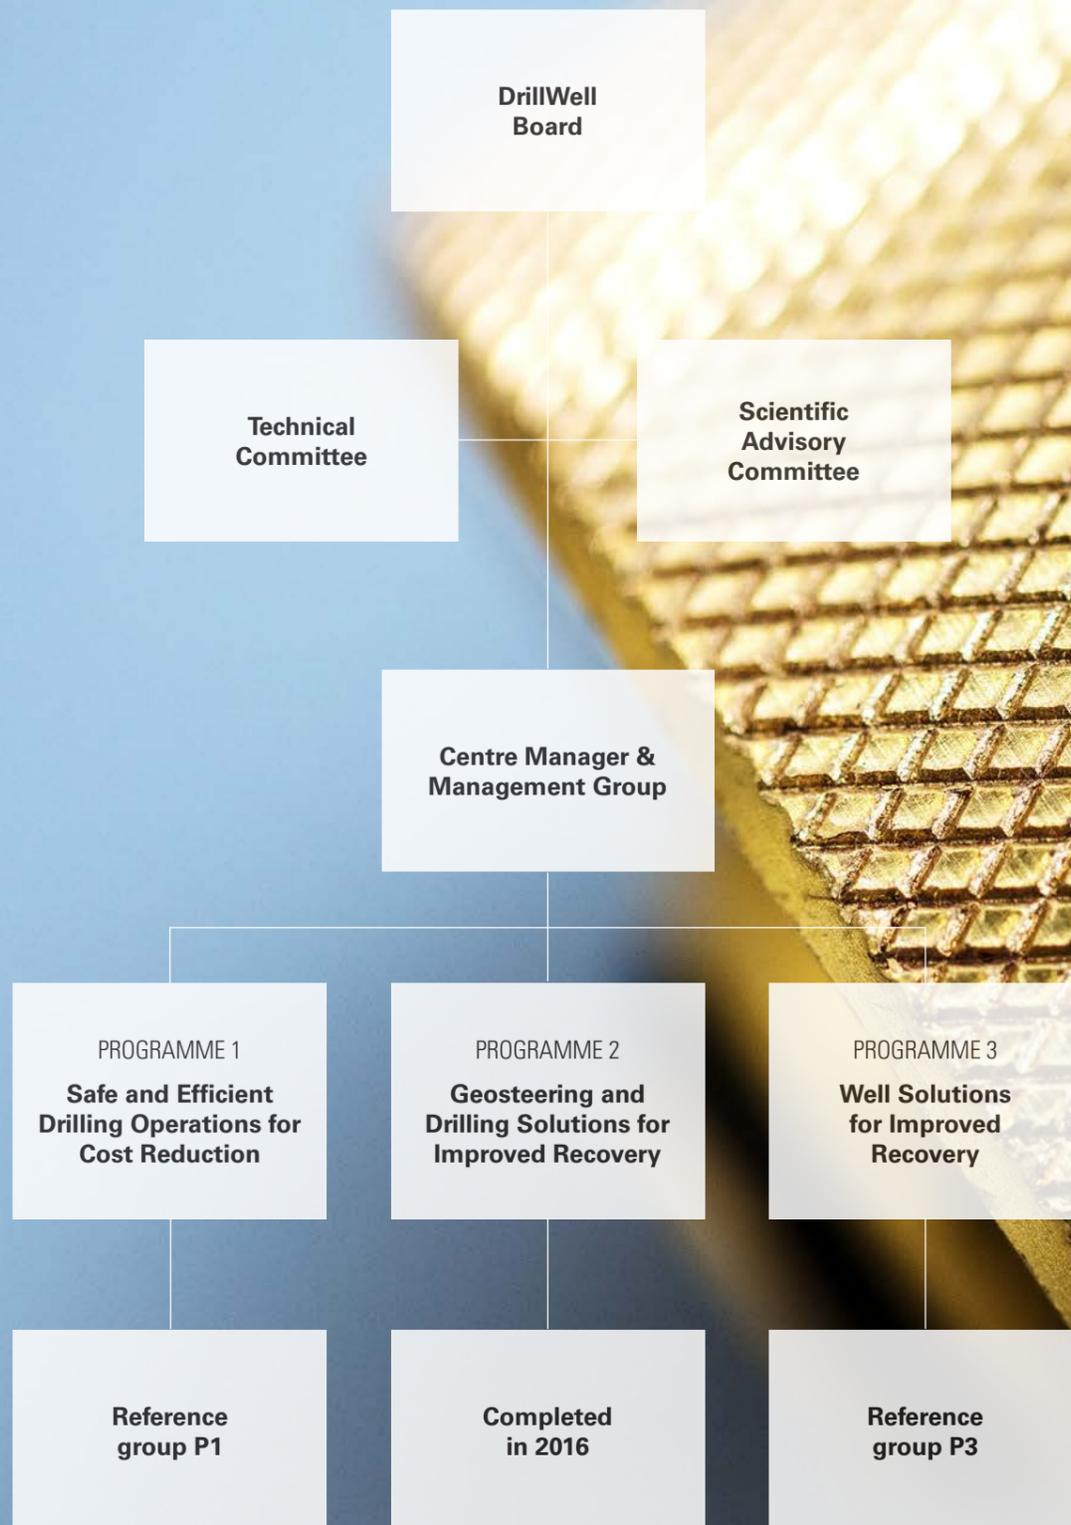 DrillWell
Board
Technical
Committee
Scientific
Advisory
Committee
Centre Manager &
Management Group
PROGRAMME 1
Safe and Efficient
Drilling Operations for
Cost Reduction
PROGRAMME 2
Geosteering and
Drilling Solutions for
Improved Recovery
PROGRAMME 3
Well Solutions
for Improved
Recovery
Reference
group P1
Completed
in 2016
Reference
group P3